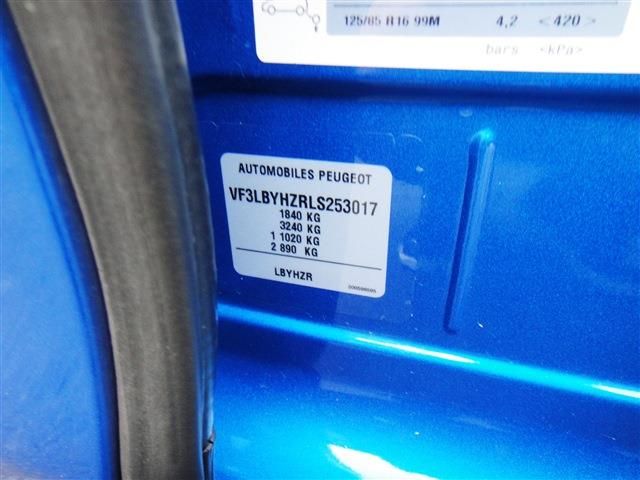 125/85 R16 99M 4,2 <420>
bars <kPa>
AUTOMOBILES PEUGEOT
VF3LBYHZRLS253017
1840 KG
3240 KG
1 1020 KG
2 890 KG
LBYHZR